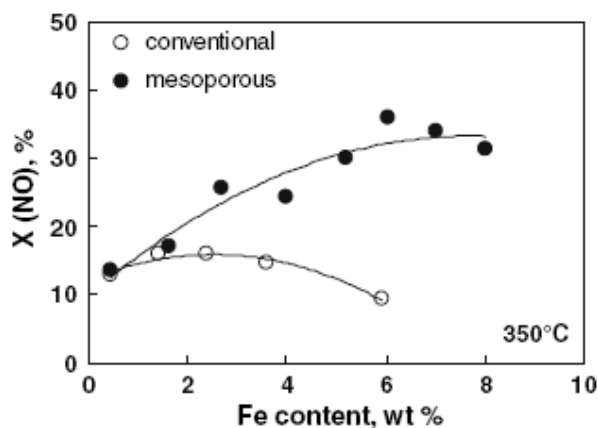 50
conventional
mesoporous
40
30
20
10
0
X (NO), %
350°C
0 2 4 6 8 10
Fe content, wt %